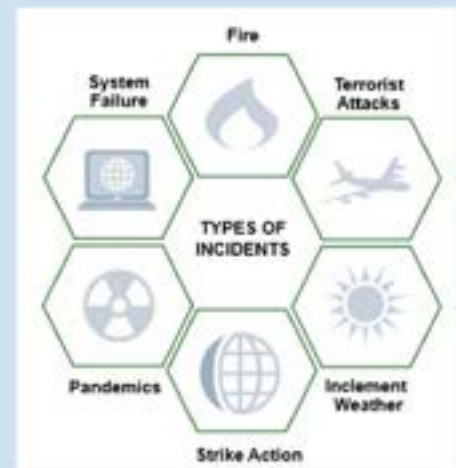 Fire
System
Failure
Terrorist
Attacks
TYPES OF
INCIDENTS
Pandemics
Inclement
Weather
Strike Action